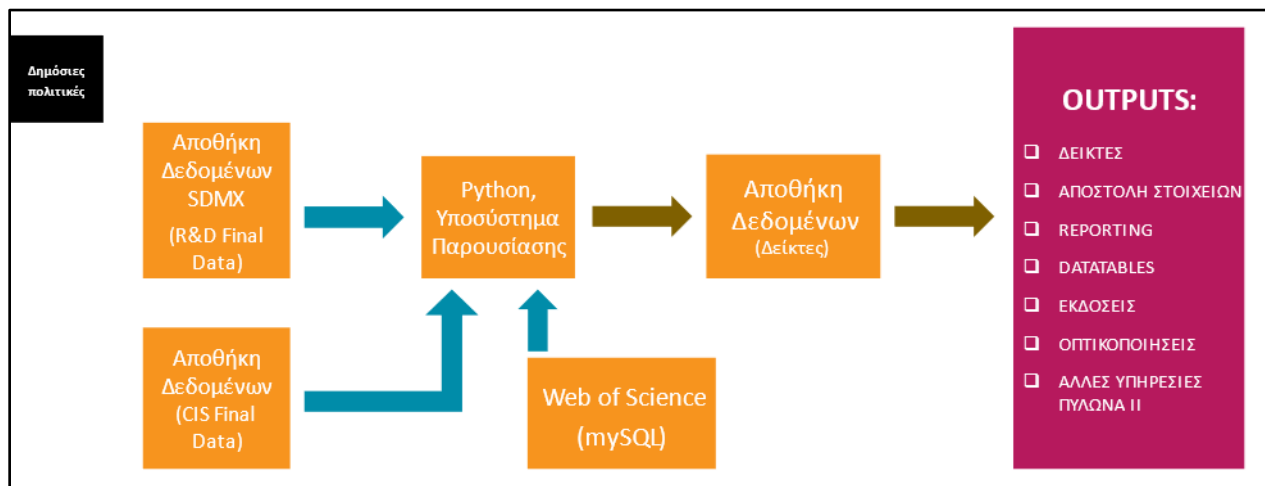 Δημόσιες
πολιτικές
Αποθήκη
Δεδομένων
SDMX
(R&D Final
Data)
Αποθήκη
Δεδομένων
(CIS Final
Data)
Python,
Υποσύστημα
Παρουσίασης
Web of Science
(mySQL)
Αποθήκη
Δεδομένων
(Δείκτες)
OUTPUTS:
ΔΕΙΚΤΕΣ
ΑΠΟΣΤΟΛΗ ΣΤΟΙΧΕΙΩΝ
REPORTING
DATATABLES
ΕΚΔΟΣΕΙΣ
ΟΠΤΙΚΟΠΟΙΗΣΕΙΣ
ΑΛΛΕΣ ΥΠΗΡΕΣΙΕΣ
ΠΥΛΩΝΑ ΙΙ